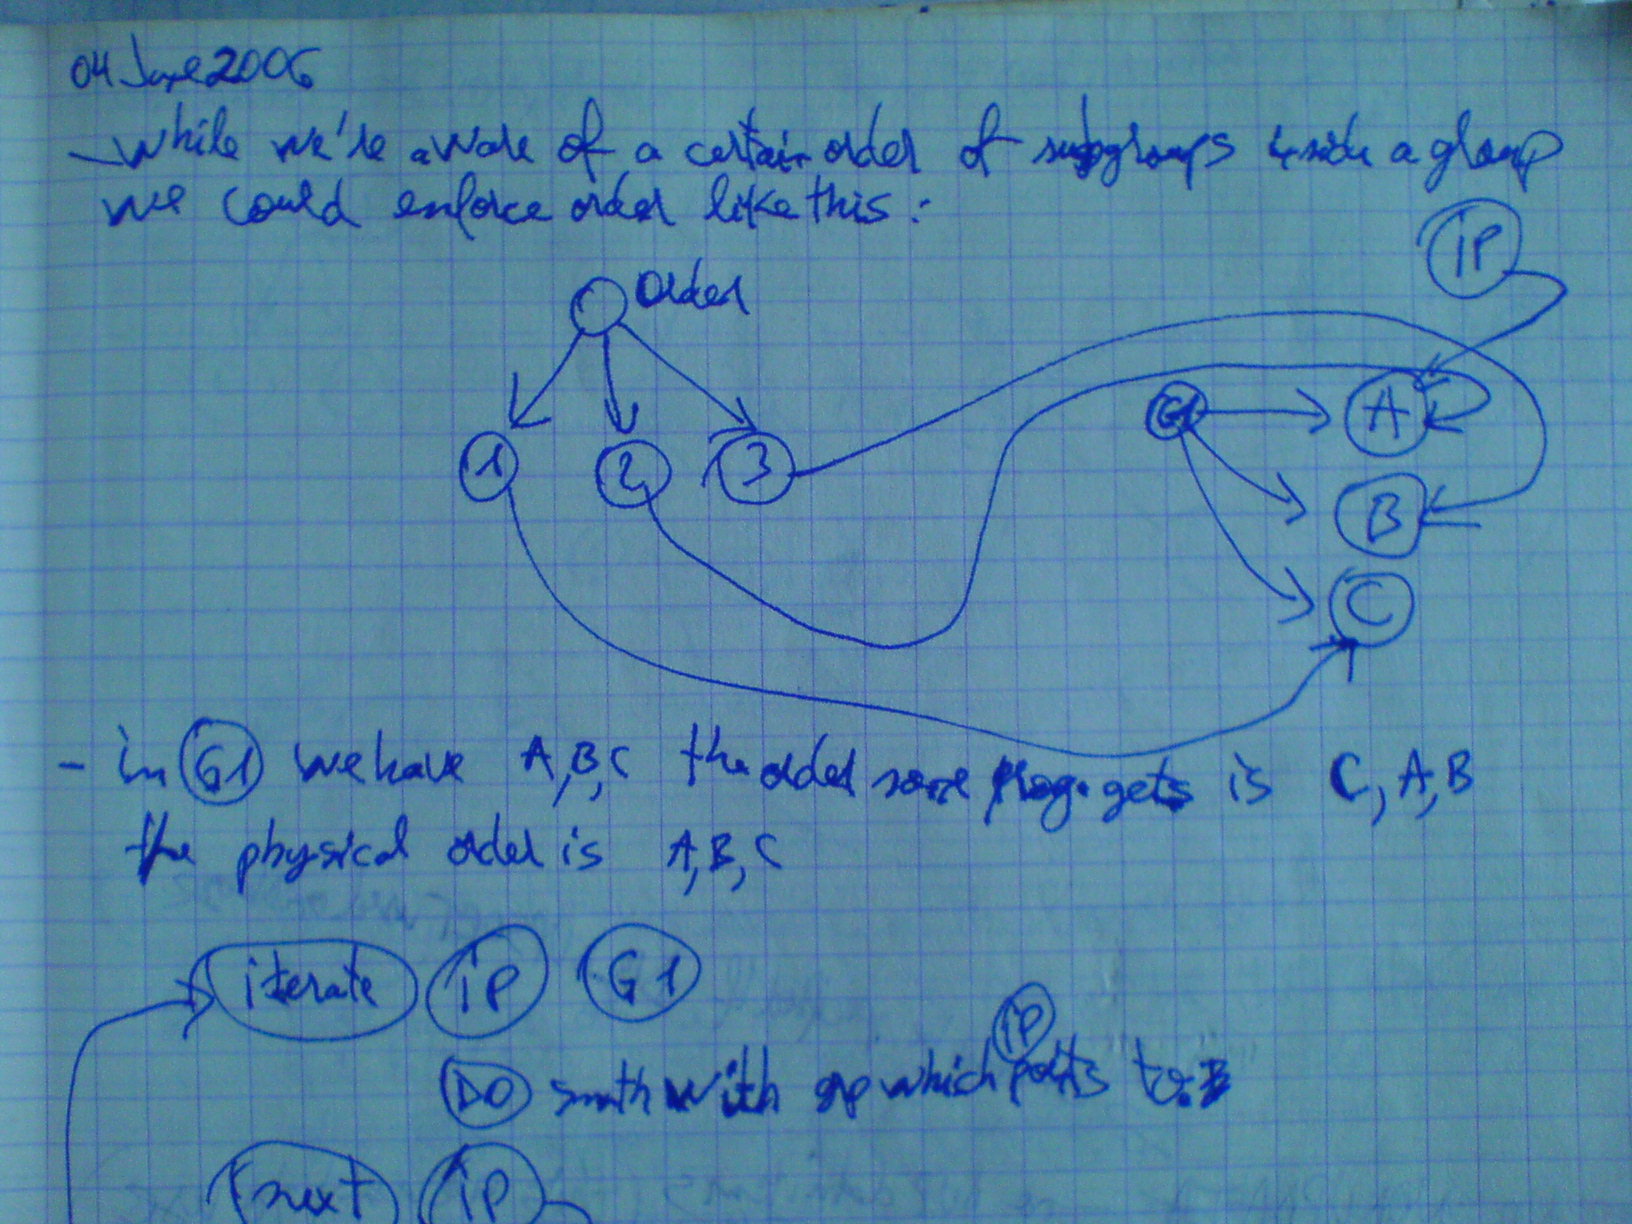 04 June 2006
- while we're aware of a certain order of subgroups inside a group
we could enforce order like this:
iP
Order
G1 A
1 2 3
B
C
- in G1 we have A,B,C the order some prog. gets is C, A, B
the physical order is A, B, C
iterate iP G1
iP
DO smth with which points to
next iP